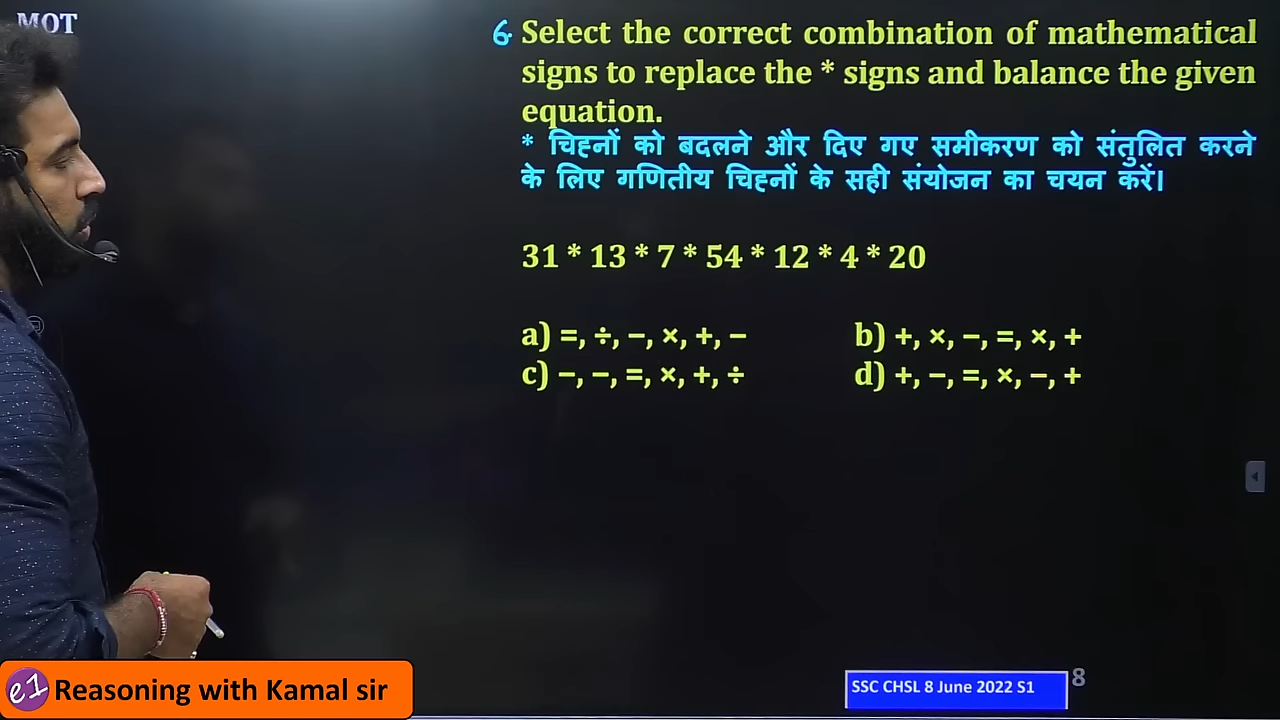 MOT
6 Select the correct combination of mathematical
signs to replace the * signs and balance the given
equation.
* चिह्नों को बदलने और दिए गए समीकरण को संतुलित करने
के लिए गणितीय चिह्नों के सही संयोजन का चयन करें।
31 * 13 * 7 * 54 * 12 * 4 * 20
a) =, ÷, −, ×, +, − b) +, ×, −, =, ×, +
c) −, −, =, ×, +, ÷ d) +, −, =, ×, −, +
e1 Reasoning with Kamal sir
SSC CHSL 8 June 2022 S1 8